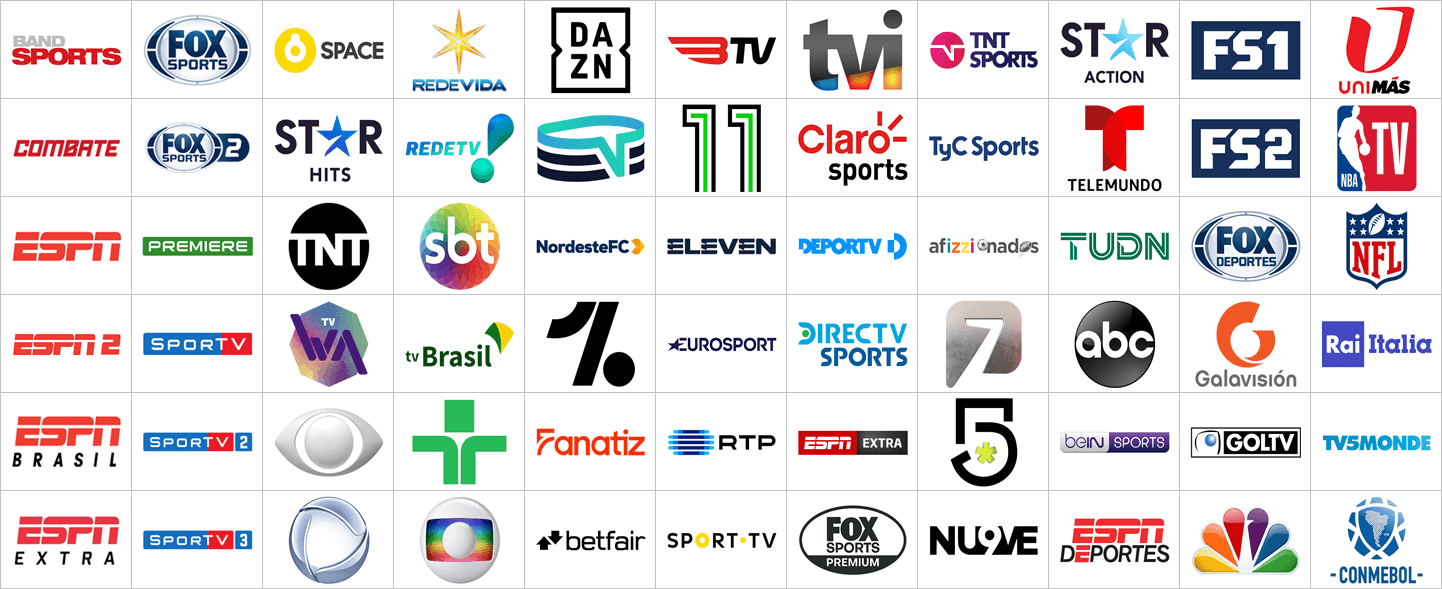 BAND
SPORTS
FOX
SPORTS
SPACE
REDEVIDA
DA
ZN
BTV
tvi
TNT
SPORTS
STAR
ACTION
FS1
UNIMÁS
COMBATE
FOX
SPORTS 2
STAR
HITS
REDETV!
11
Claro
sports
TyC Sports
TELEMUNDO
FS2
NBA TV
ESPN
PREMIERE
TNT
sbt
NordesteFC
ELEVEN
DEPORTV D
afizzionados
TUDN
FOX
DEPORTES
NFL
ESPN 2
SPORTV
TV
WA
tv Brasil
1.
EUROSPORT
DIRECTV
SPORTS
7
abc
Galavisión
Rai Italia
ESPN
BRASIL
SPORTV 2
Fanatiz
RTP
ESPN EXTRA
5*
beIN SPORTS
GOLTV
TV5MONDE
ESPN
EXTRA
SPORTV 3
betfair
SPORT•TV
FOX
SPORTS
PREMIUM
NU9VE
ESPN
DEPORTES
-CONMEBOL-